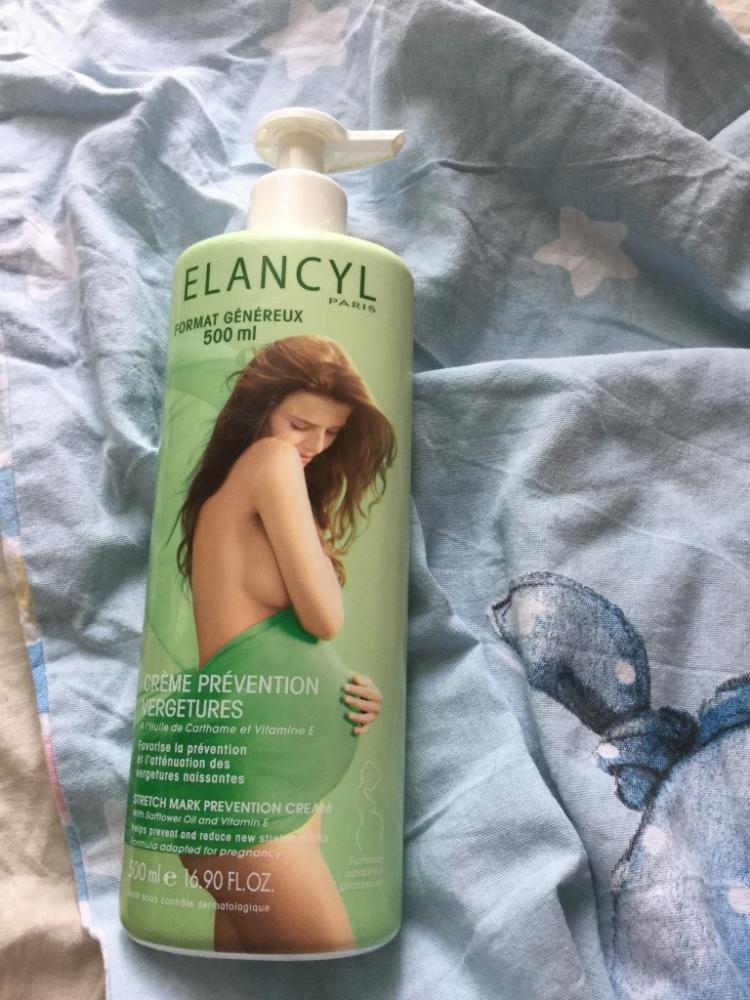 ELANCYL
PARIS
FORMAT GÉNÉREUX
500 ml
CRÈME PRÉVENTION
VERGETURES
A l'Huile de Carthame et Vitamine E
Favorise la prévention
et l'atténuation des
vergetures naissantes
STRETCH MARK PREVENTION CREAM
With Safflower Oil and Vitamin E
Helps prevent and reduce new stretch marks
Formula adapted for pregnancy
Formule
adaptée
grossesse
500 ml e 16.90 FL.OZ.
sous contrôle dermatologique